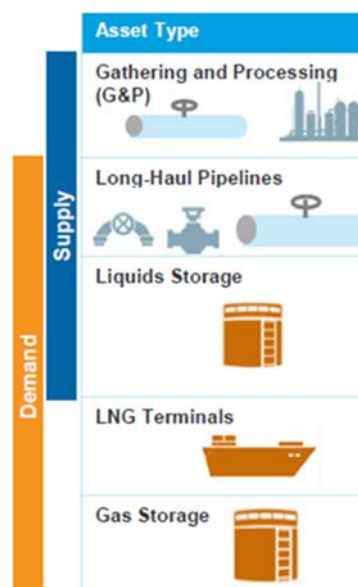 Asset Type
Gathering and Processing
(G&P)
Long-Haul Pipelines
Liquids Storage
LNG Terminals
Gas Storage
Supply
Demand